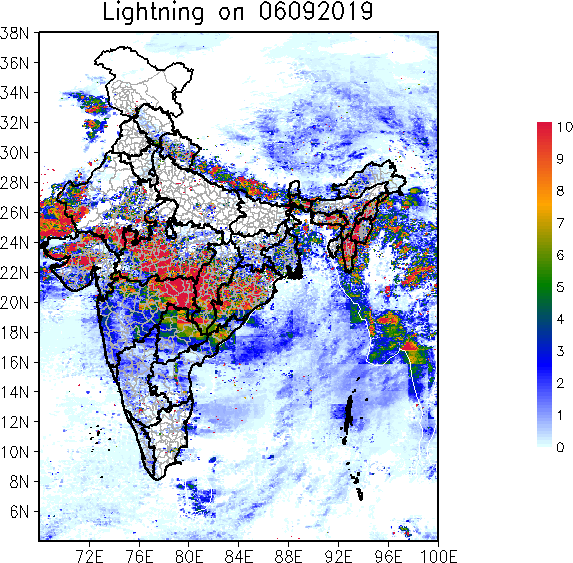 Lightning on 06092019
38N
36N
34N
32N
30N
28N
26N
24N
22N
20N
18N
16N
14N
12N
10N
8N
6N
72E 76E 80E 84E 88E 92E 96E 100E
10
9
8
7
6
5
4
3
2
1
0